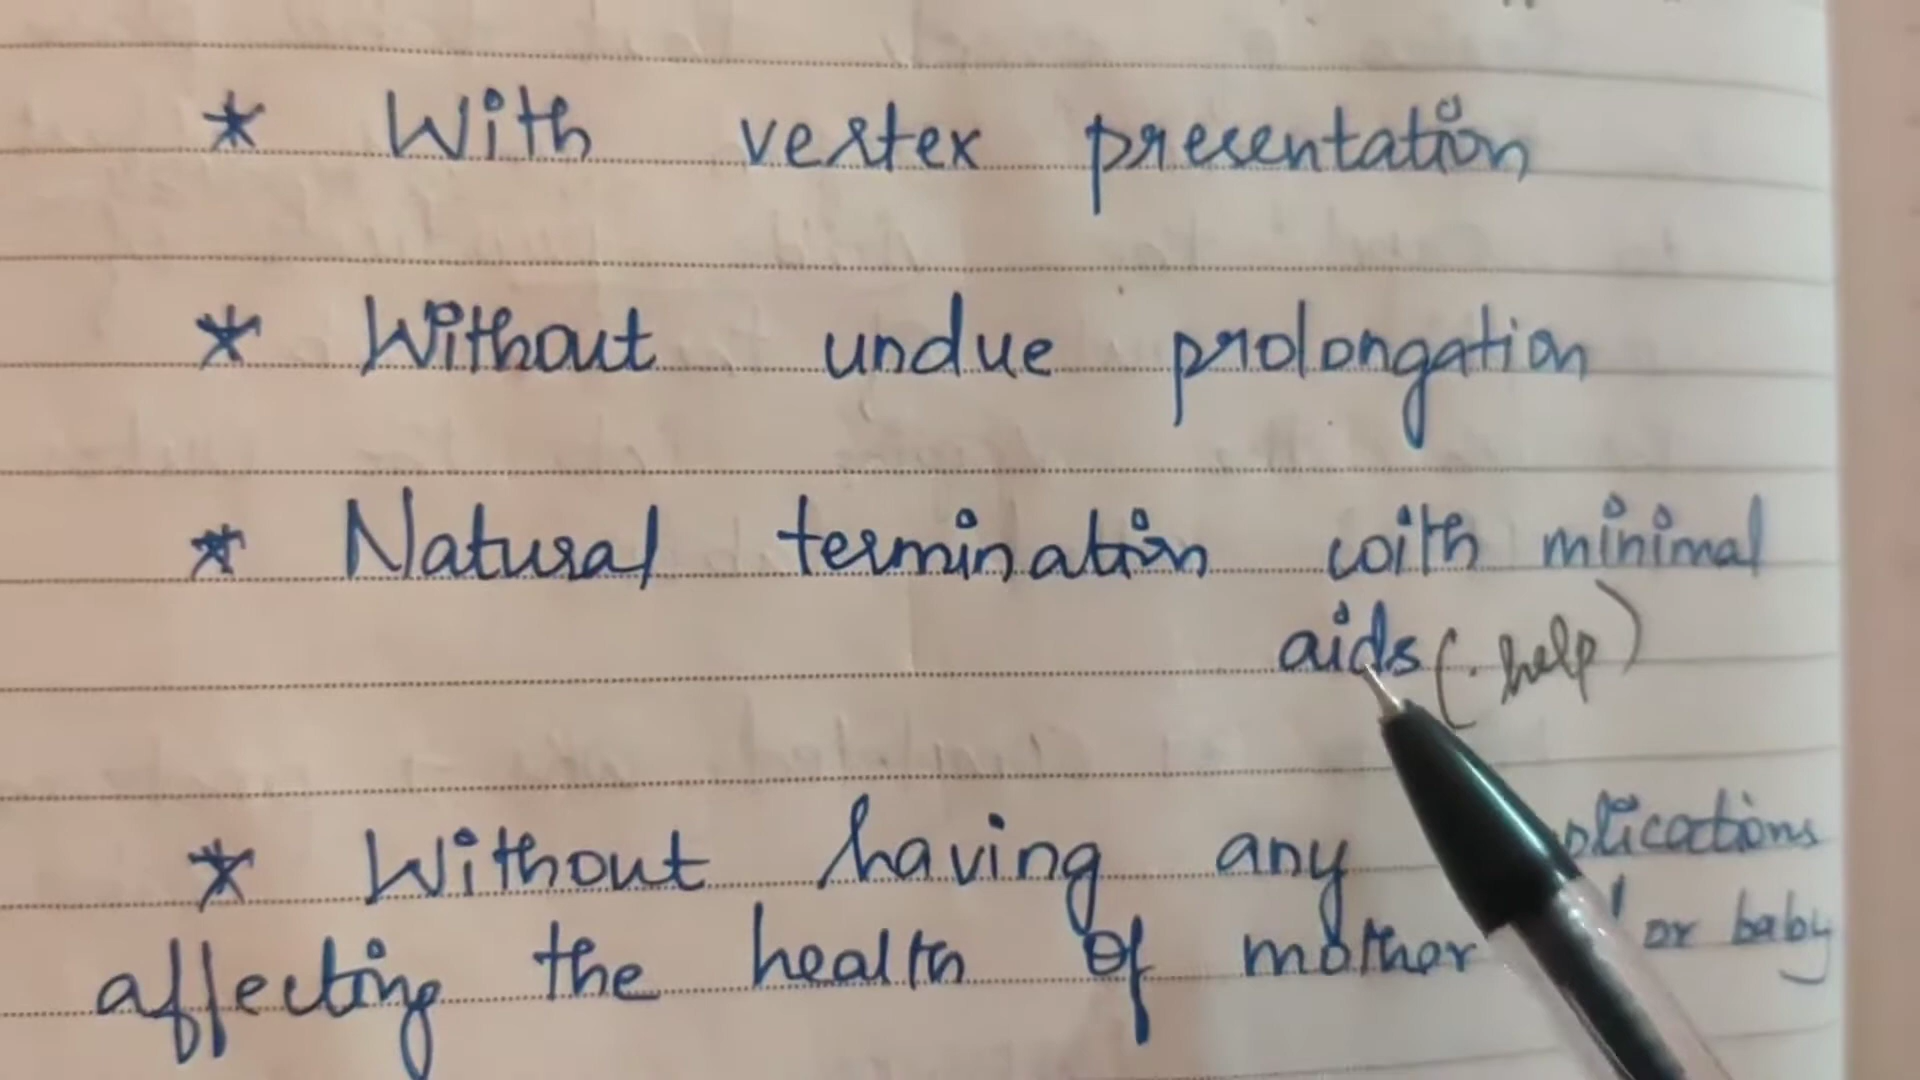 * With vertex presentation
* Without undue prolongation
* Natural termination with minimal
aids (help)
* Without having any
affecting the health of mother or baby